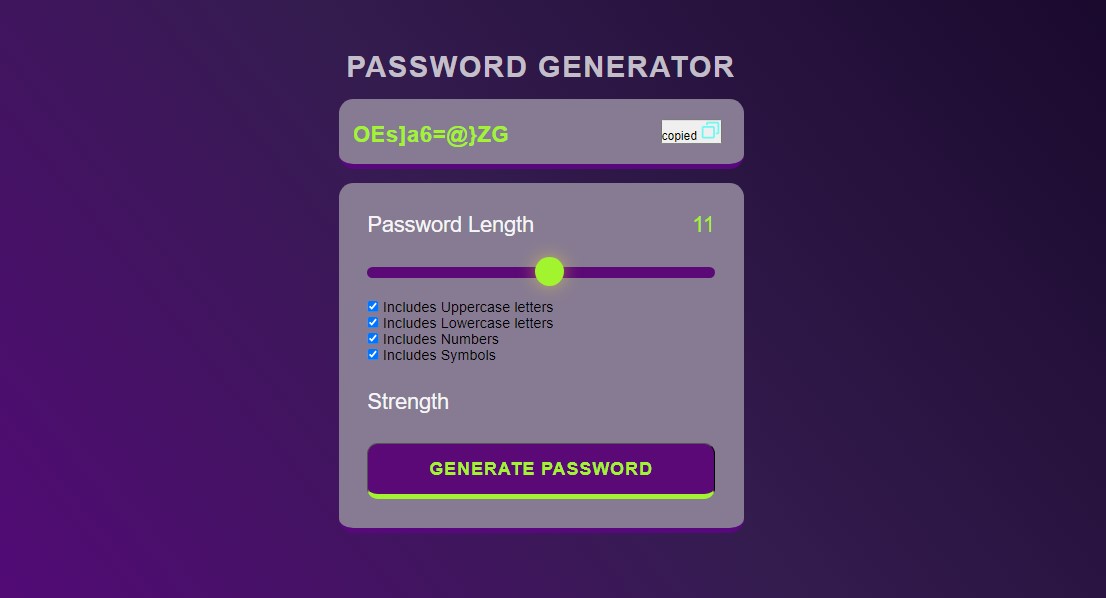 PASSWORD GENERATOR
OEs]a6=@}ZG
copied
Password Length 11
Includes Uppercase letters
Includes Lowercase letters
Includes Numbers
Includes Symbols
Strength
GENERATE PASSWORD